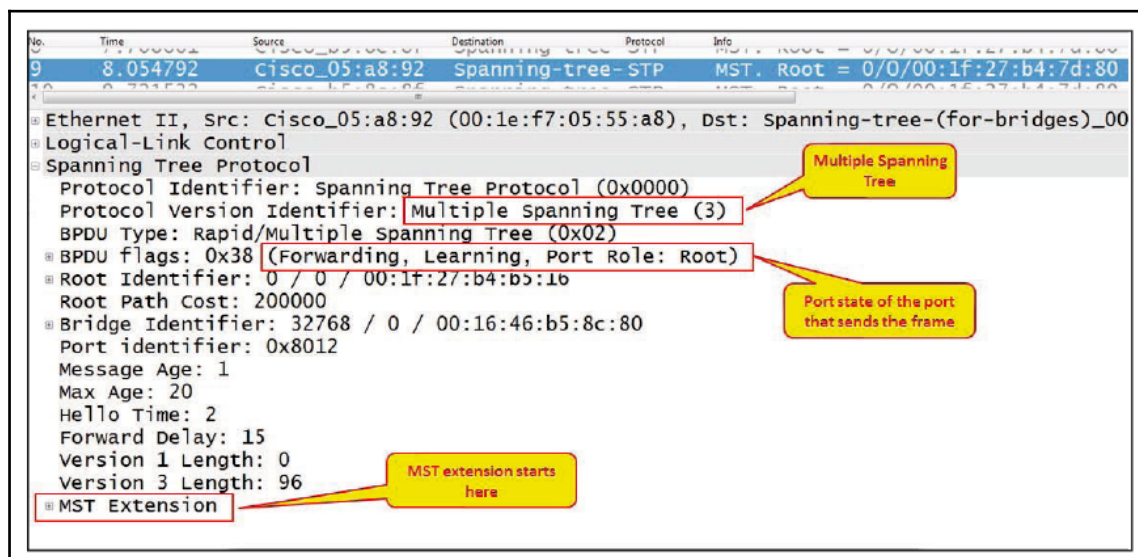 No. Time Source Destination Protocol Info
9 8.054792 Cisco_05:a8:92 Spanning-tree- STP MST. Root = 0/0/00:1f:27:b4:7d:80
Ethernet II, Src: Cisco_05:a8:92 (00:1e:f7:05:55:a8), Dst: Spanning-tree-(for-bridges)_00
Logical-Link Control
Spanning Tree Protocol
Protocol Identifier: Spanning Tree Protocol (0x0000)
Protocol Version Identifier: Multiple Spanning Tree (3)
BPDU Type: Rapid/Multiple Spanning Tree (0x02)
BPDU flags: 0x38 (Forwarding, Learning, Port Role: Root)
Root Identifier: 0 / 0 / 00:1f:27:b4:b5:16
Root Path Cost: 200000
Bridge Identifier: 32768 / 0 / 00:16:46:b5:8c:80
Port identifier: 0x8012
Message Age: 1
Max Age: 20
Hello Time: 2
Forward Delay: 15
Version 1 Length: 0
Version 3 Length: 96
MST Extension
Multiple Spanning
Tree
Port state of the port
that sends the frame
MST extension starts
here